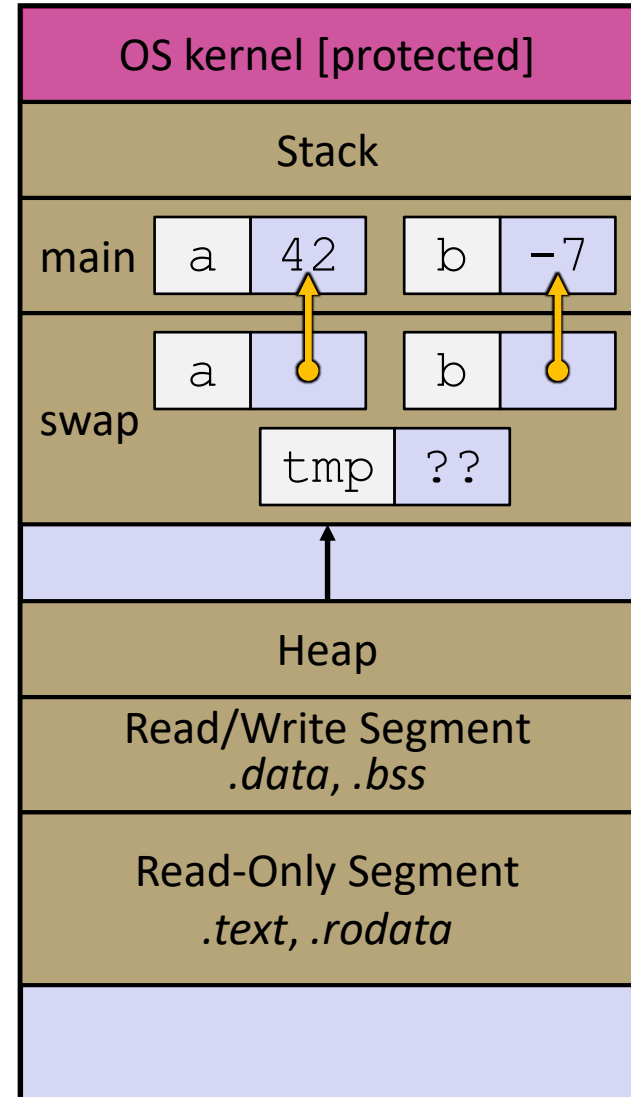 OS kernel [protected]
Stack
main a 42 b -7
a b
swap
tmp ??
Heap
Read/Write Segment
.data, .bss
Read-Only Segment
.text, .rodata